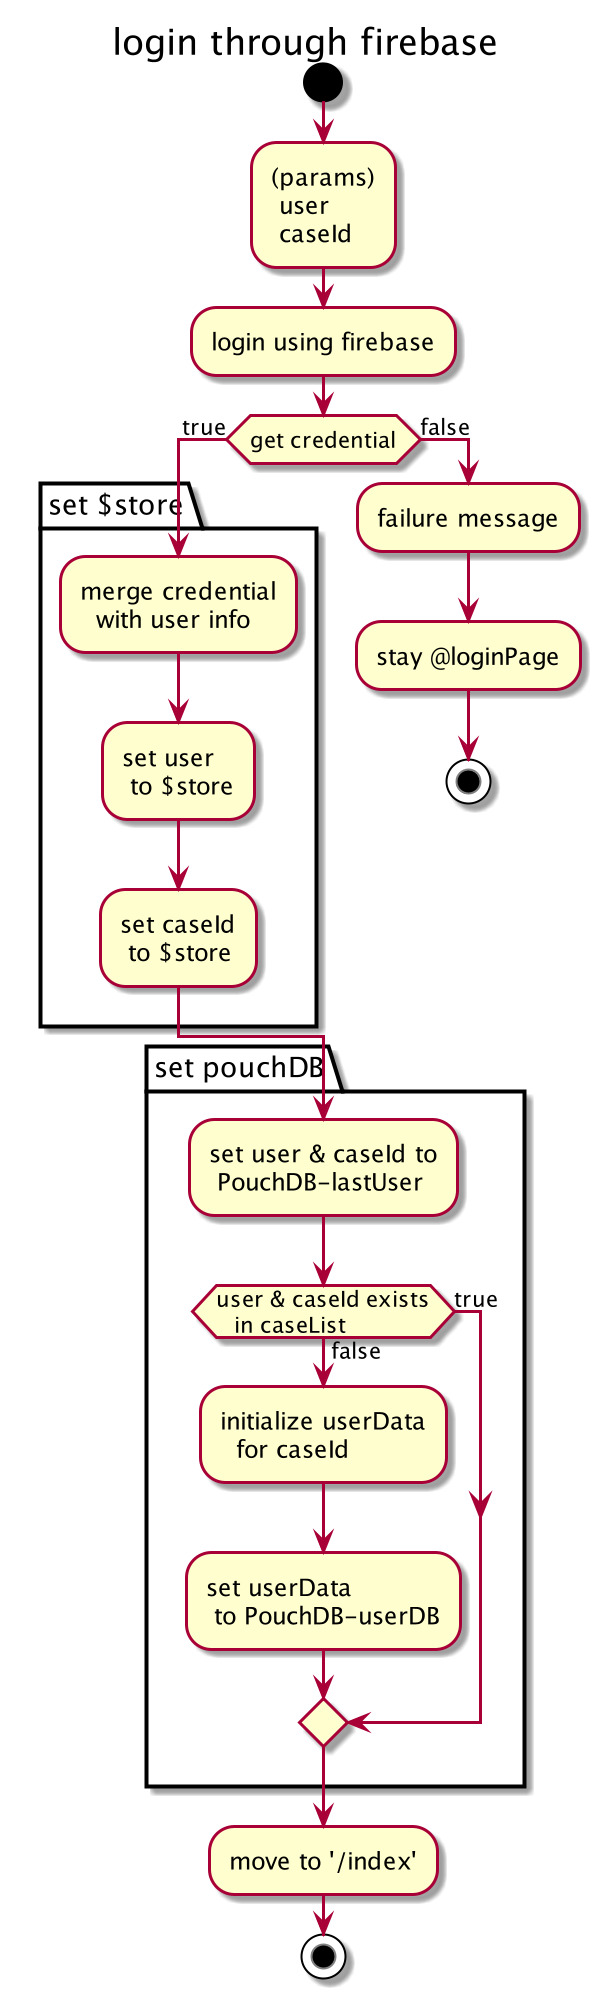 login through firebase
(params)
user
caseId
login using firebase
true
get credential
false
set $store
merge credential
with user info
set user
to $store
set caseId
to $store
failure message
stay @loginPage
set pouchDB
set user & caseId to
PouchDB-lastUser
user & caseId exists
in caseList
true
false
initialize userData
for caseId
set userData
to PouchDB-userDB
move to '/index'